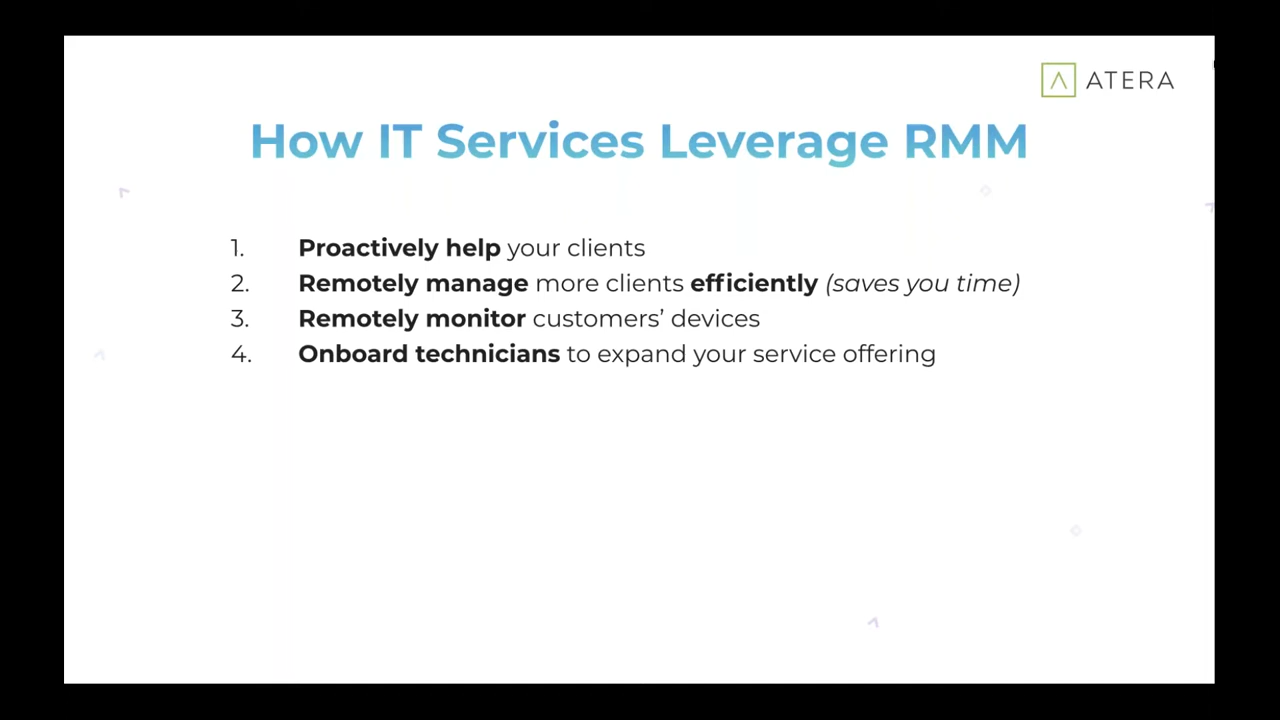 ATERA
How IT Services Leverage RMM
1. Proactively help your clients
2. Remotely manage more clients efficiently (saves you time)
3. Remotely monitor customers’ devices
4. Onboard technicians to expand your service offering